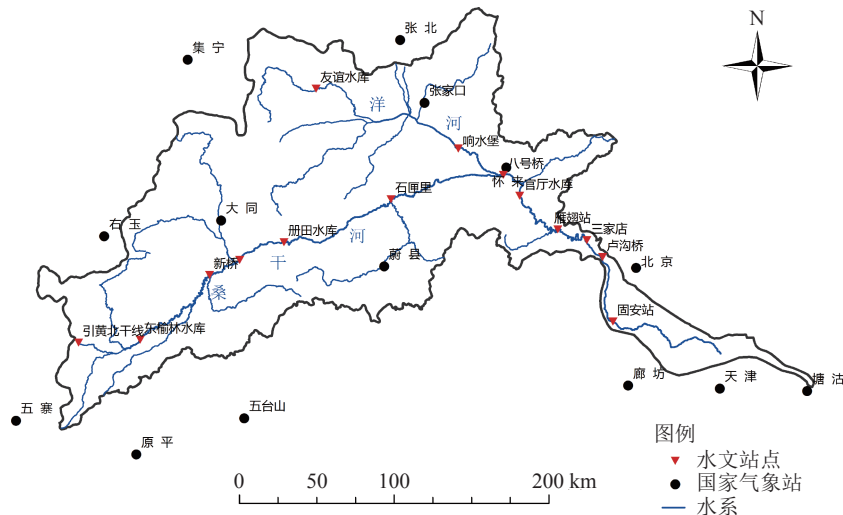 张 北
N
集 宁
友谊水库
洋
张家口
河
响水堡
八号桥
怀 来
官厅水库
石匣里
大 同
右 玉
册田水库
河
雁翅站
三家店
卢沟桥
蔚 县
北 京
新桥
干
桑
固安站
引黄北干线
东榆林水库
廊 坊
天 津
塘 沽
五 寨
五台山
原 平
图例
水文站点
国家气象站
水系
0 50 100 200 km